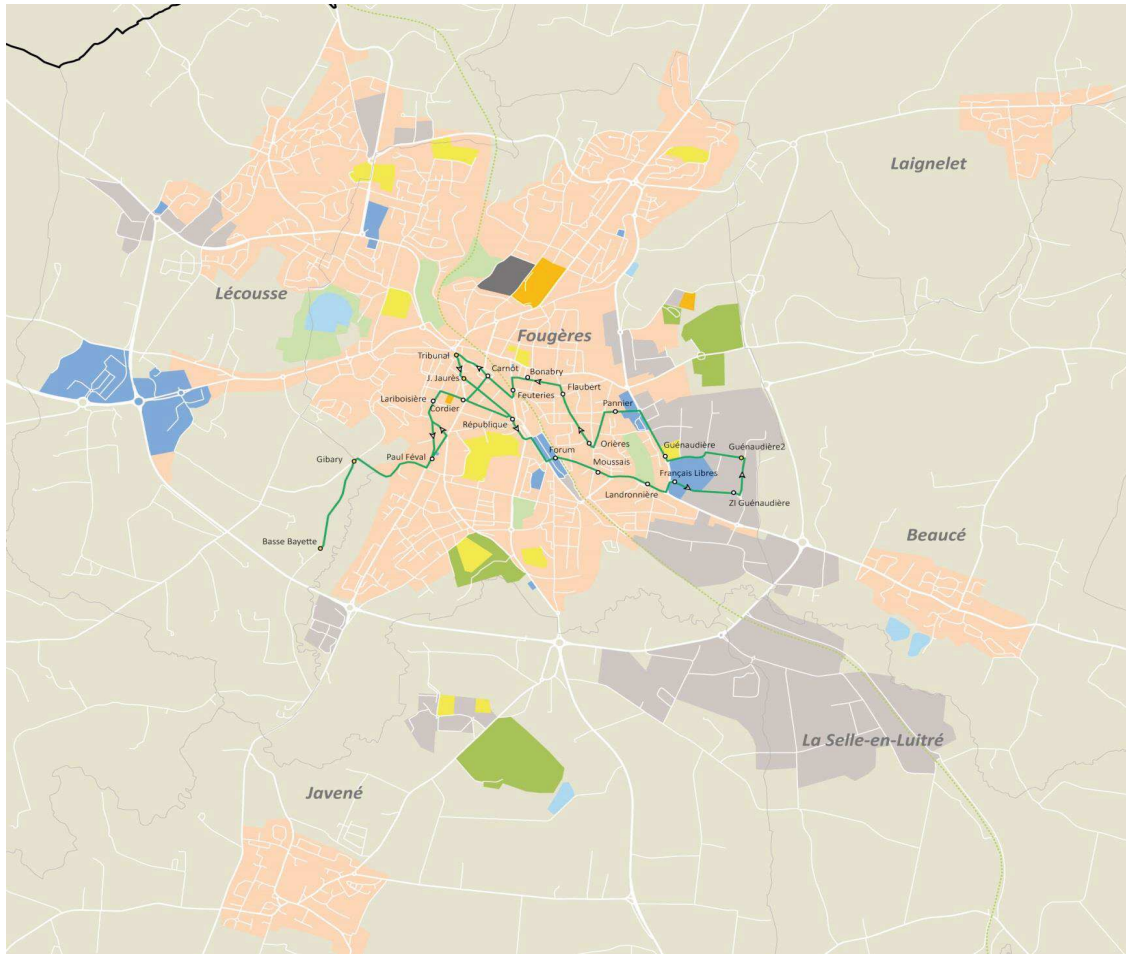 Laignelet
Lécousse
Fougères
Tribunal
Carnôt
J. Jaurès
Bonabry
Flaubert
Feuteries
Lariboisière
Cordier
Pannier
République
Orières
Guénaudière
Guénaudière2
Gibary
Paul Féval
Forum
Moussais
Français Libres
Landronnière
ZI Guénaudière
Basse Bayette
Beaucé
La Selle-en-Luitré
Javené